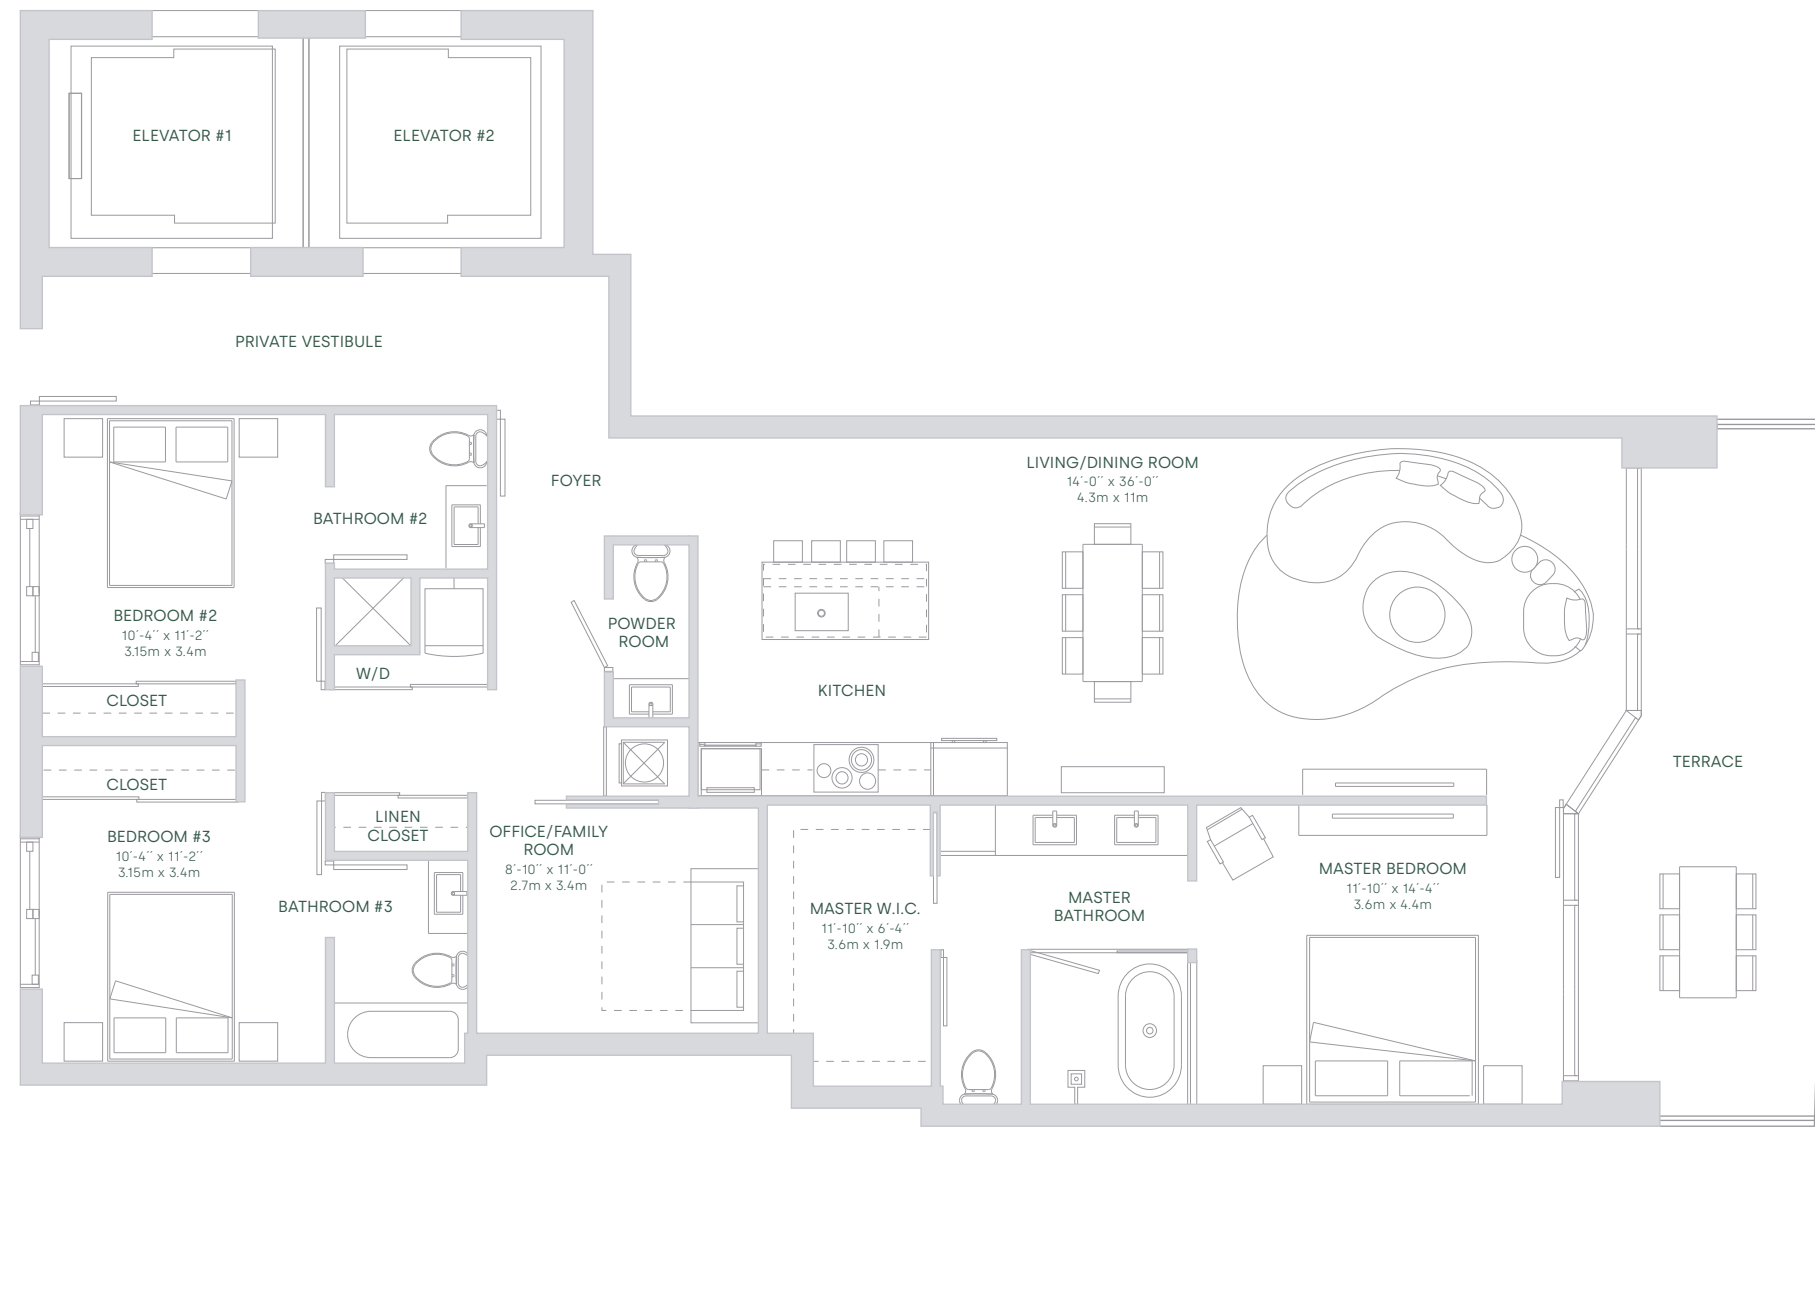 ELEVATOR #1
ELEVATOR #2
PRIVATE VESTIBULE
LIVING/DINING ROOM
14´-0´´ x 36´-0´´
4.3m x 11m
FOYER
BATHROOM #2
BEDROOM #2
10´-4´´ x 11´-2´´
3.15m x 3.4m
POWDER
ROOM
W/D
KITCHEN
CLOSET
TERRACE
CLOSET
LINEN
CLOSET
BEDROOM #3
10´-4´´ x 11´-2´´
3.15m x 3.4m
OFFICE/FAMILY
ROOM
8´-10´´ x 11´-0´´
2.7m x 3.4m
MASTER BEDROOM
11´-10´´ x 14´-4´´
3.6m x 4.4m
BATHROOM #3
MASTER W.I.C.
11´-10´´ x 6´-4´´
3.6m x 1.9m
MASTER
BATHROOM